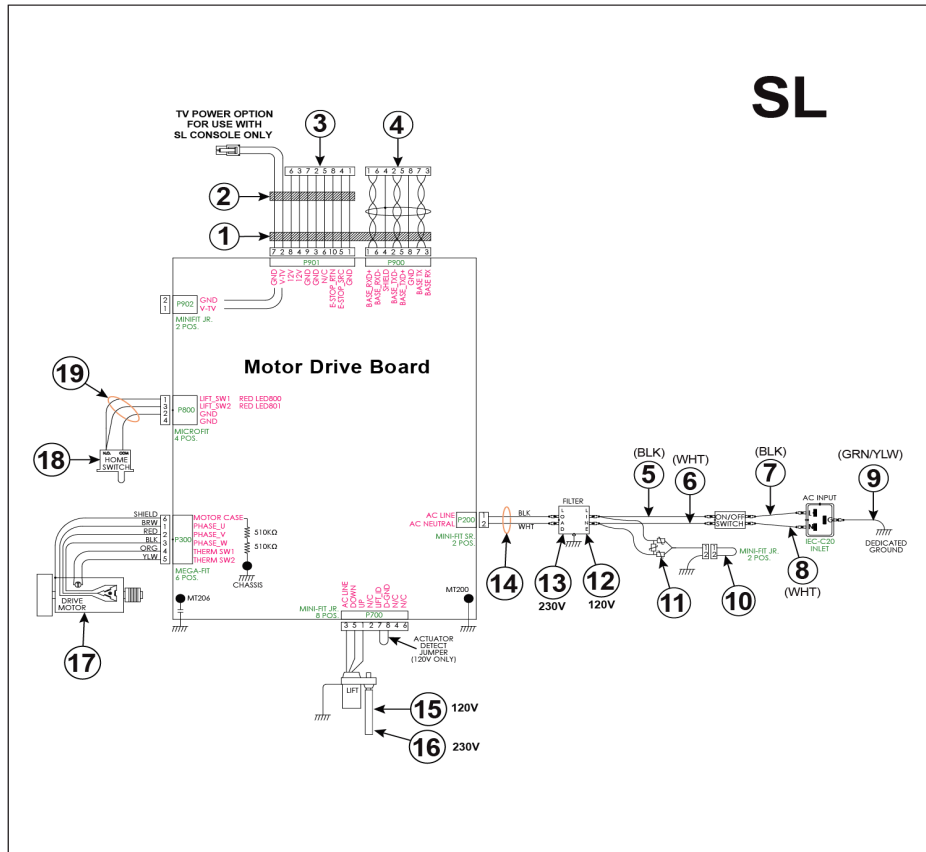 SL
TV POWER OPTION
FOR USE WITH
SL CONSOLE ONLY
3
4
6 3 7 2 5 8 4 1
1 6 4 2 5 8 7 3
2
1
7 2 8 4 9 3 6 10 5 1
1 6 4 2 5 8 7 3
P901
P900
GND
V-TV
12V
12V
GND
GND
N/C
E-STOP_RTN
E-STOP_SRC
GND
BASE_RXD+
BASE_RXD-
SHIELD
BASE_TXD-
BASE_TXD+
GND
BASE TX
BASE RX
2
1
P902
GND
V-TV
MINIFIT JR.
2 POS.
Motor Drive Board
19
1
3
2
4
P800
LIFT_SW1 RED LED800
LIFT_SW2 RED LED801
GND
GND
MICROFIT
4 POS.
18
N.O. COM
HOME
SWITCH
SHIELD
BRW
RED
BLK
ORG
YLW
6
1
2
3
4
5
P300
MOTOR CASE
PHASE_U
PHASE_V
PHASE_W
THERM SW1
THERM SW2
MEGA-FIT
6 POS.
510KΩ
510KΩ
CHASSIS
MT206
DRIVE
MOTOR
17
AC LINE
AC NEUTRAL
P200
1
2
MINI-FIT SR.
2 POS.
BLK
WHT
14
FILTER
LOAD
LINE
13
230V
12
120V
(BLK)
5
(WHT)
6
ON/OFF
SWITCH
(BLK)
7
8
(WHT)
AC INPUT
L
G
N
IEC-C20
INLET
(GRN/YLW)
9
DEDICATED
GROUND
11
2 2
1 1
MINI-FIT JR.
2 POS.
10
MT200
MINI-FIT JR
8 POS.
AC LINE
DOWN
UP
N/C
LIFT_ID
D-GND
N/C
N/C
P700
3 5 1 2 7 8 4 6
ACTUATOR
DETECT
JUMPER
(120V ONLY)
LIFT
15 120V
16 230V